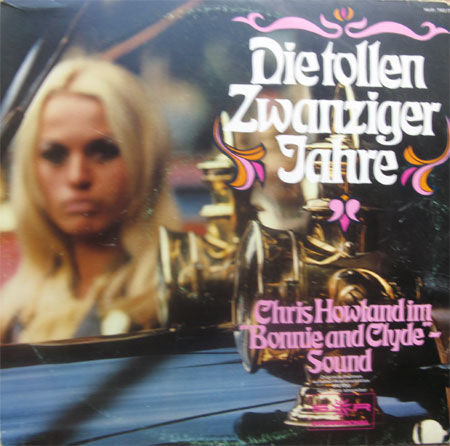 Die tollen
Zwanziger
Jahre
Chris Howland im
"Bonnie and Clyde"-
Sound